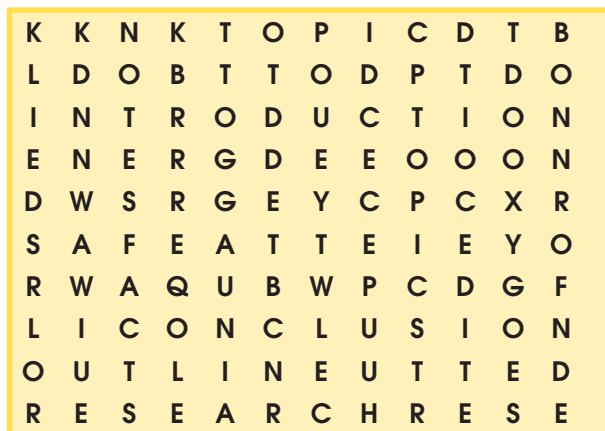 K K N K T O P I C D T B
L D O B T T O D P T D O
I N T R O D U C T I O N
E N E R G D E E O O O N
D W S R G E Y C P C X R
S A F E A T T E I E Y O
R W A Q U B W P C D G F
L I C O N C L U S I O N
O U T L I N E U T T E D
R E S E A R C H R E S E